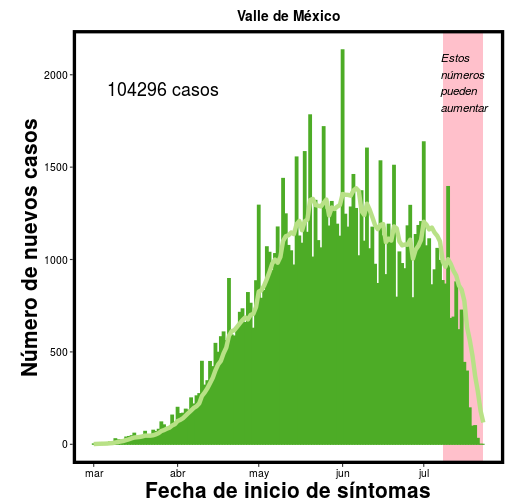 Valle de México
Estos
números
pueden
aumentar
104296 casos
Número de nuevos casos
2000
1500
1000
500
0
mar abr may jun jul
Fecha de inicio de síntomas